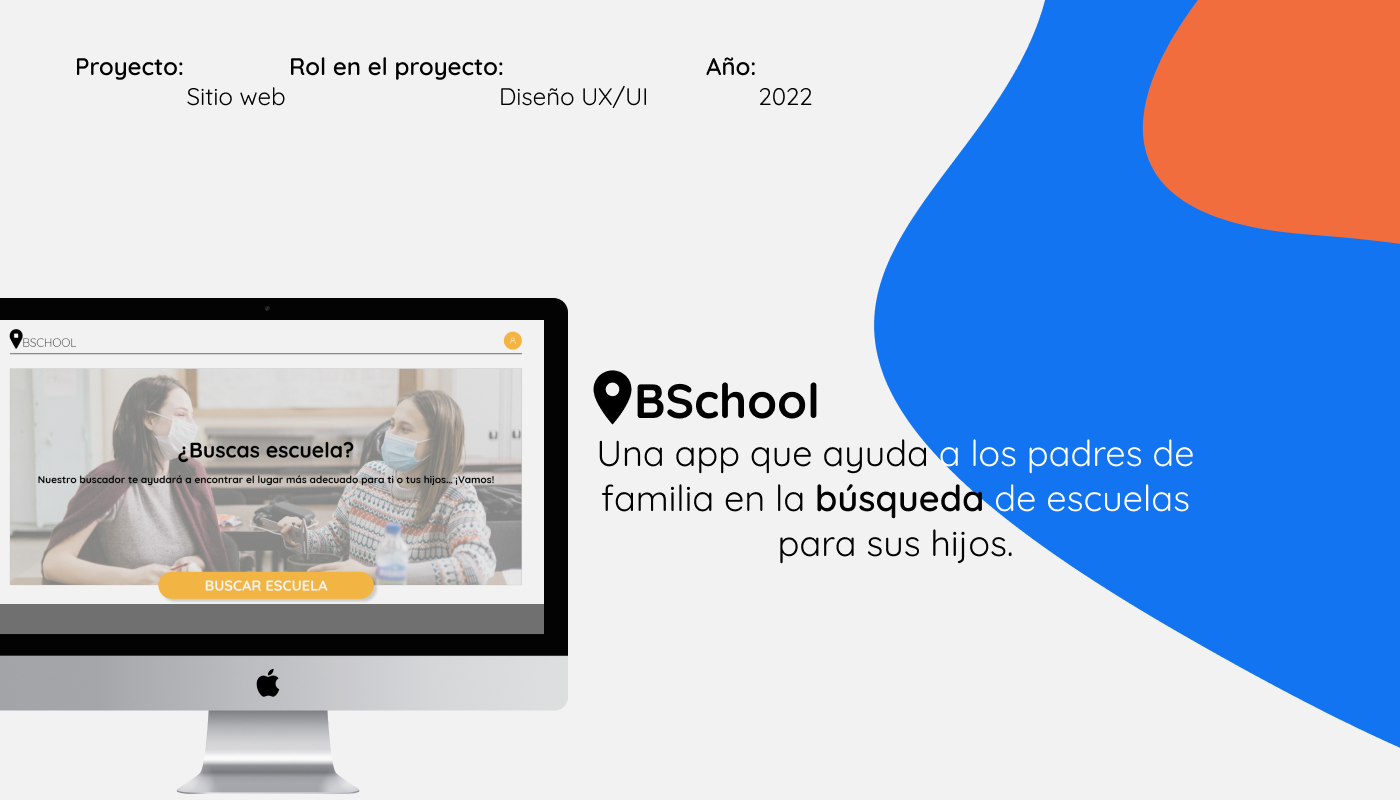 Proyecto:
Sitio web
Rol en el proyecto:
Diseño UX/UI
Año:
2022
BSCHOOL
¿Buscas escuela?
Nuestro buscador te ayudará a encontrar el lugar más adecuado para ti o tus hijos... ¡Vamos!
BUSCAR ESCUELA
BSchool
Una app que ayuda a los padres de
familia en la búsqueda de escuelas
para sus hijos.